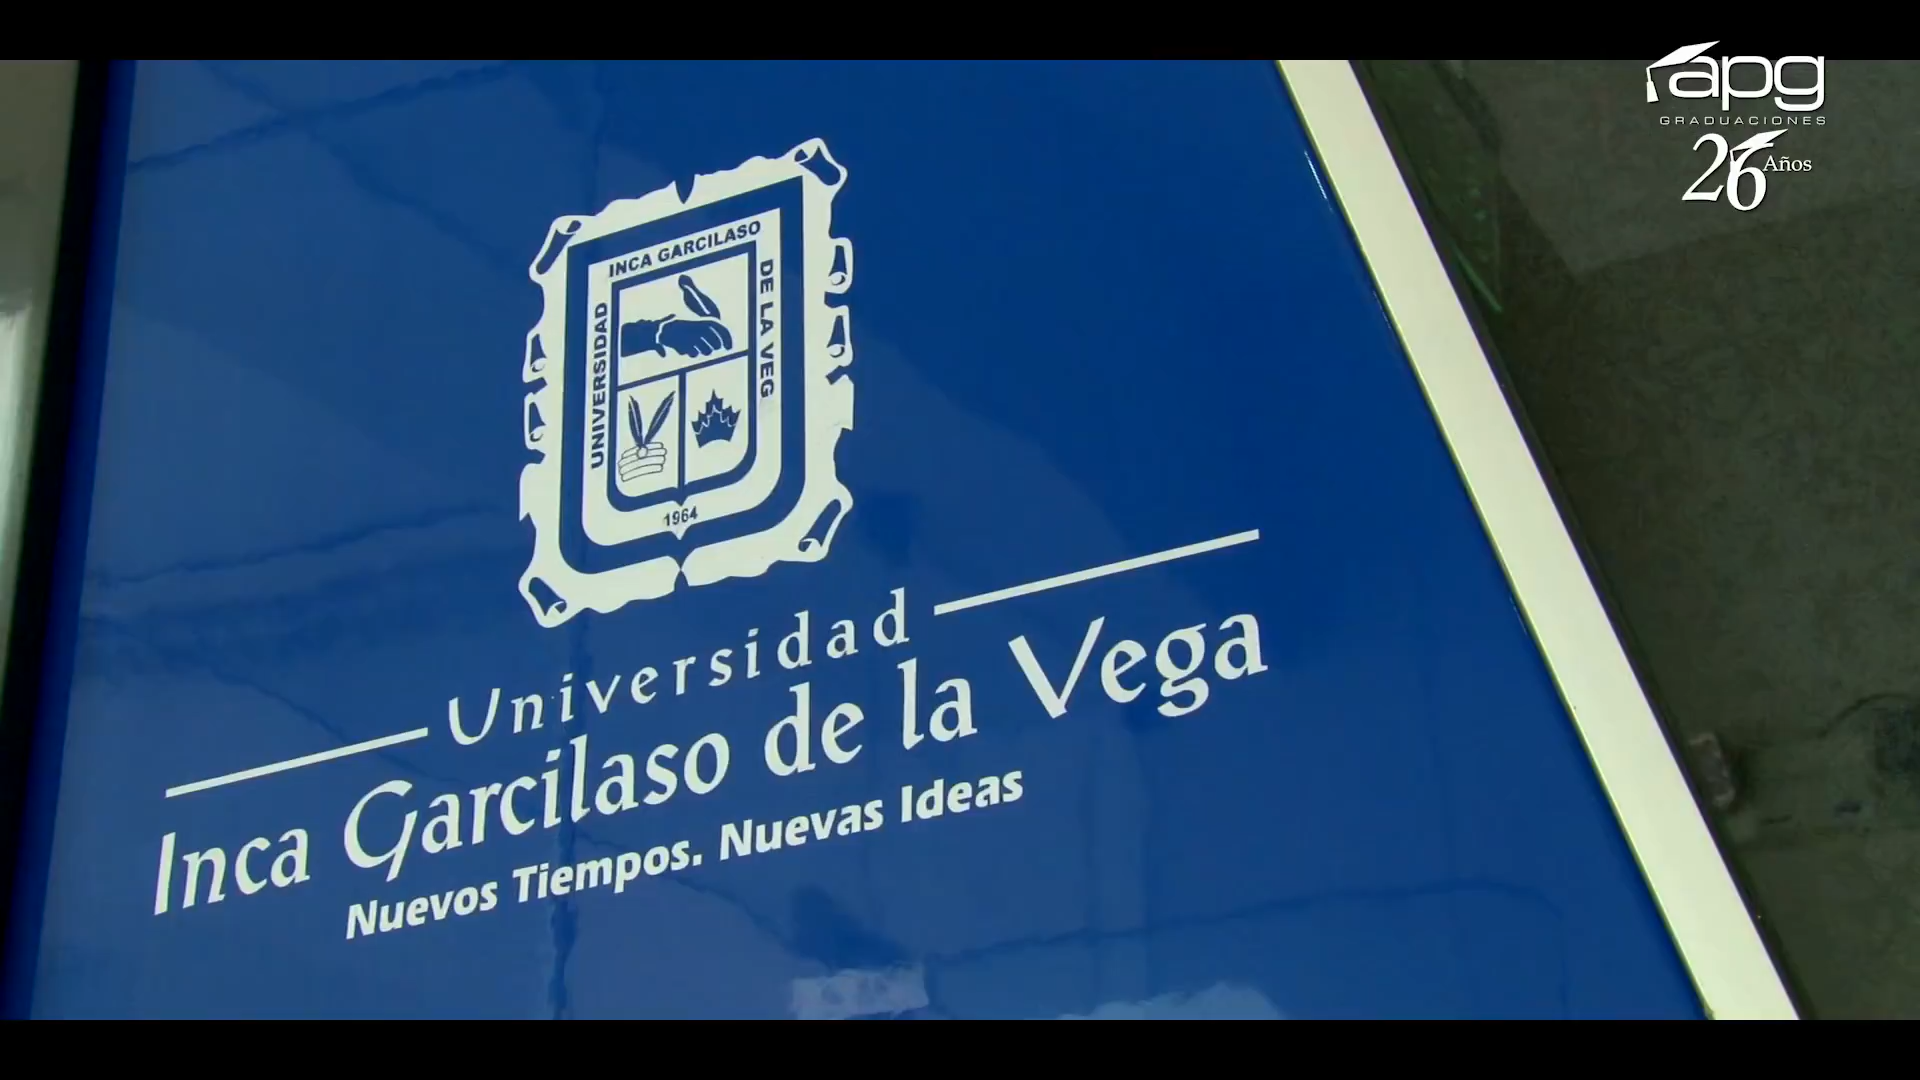 apg
GRADUACIONES
26 Años
UNIVERSIDAD
INCA GARCILASO
DE LA VEG
1964
Universidad
Inca Garcilaso de la Vega
Nuevos Tiempos. Nuevas Ideas